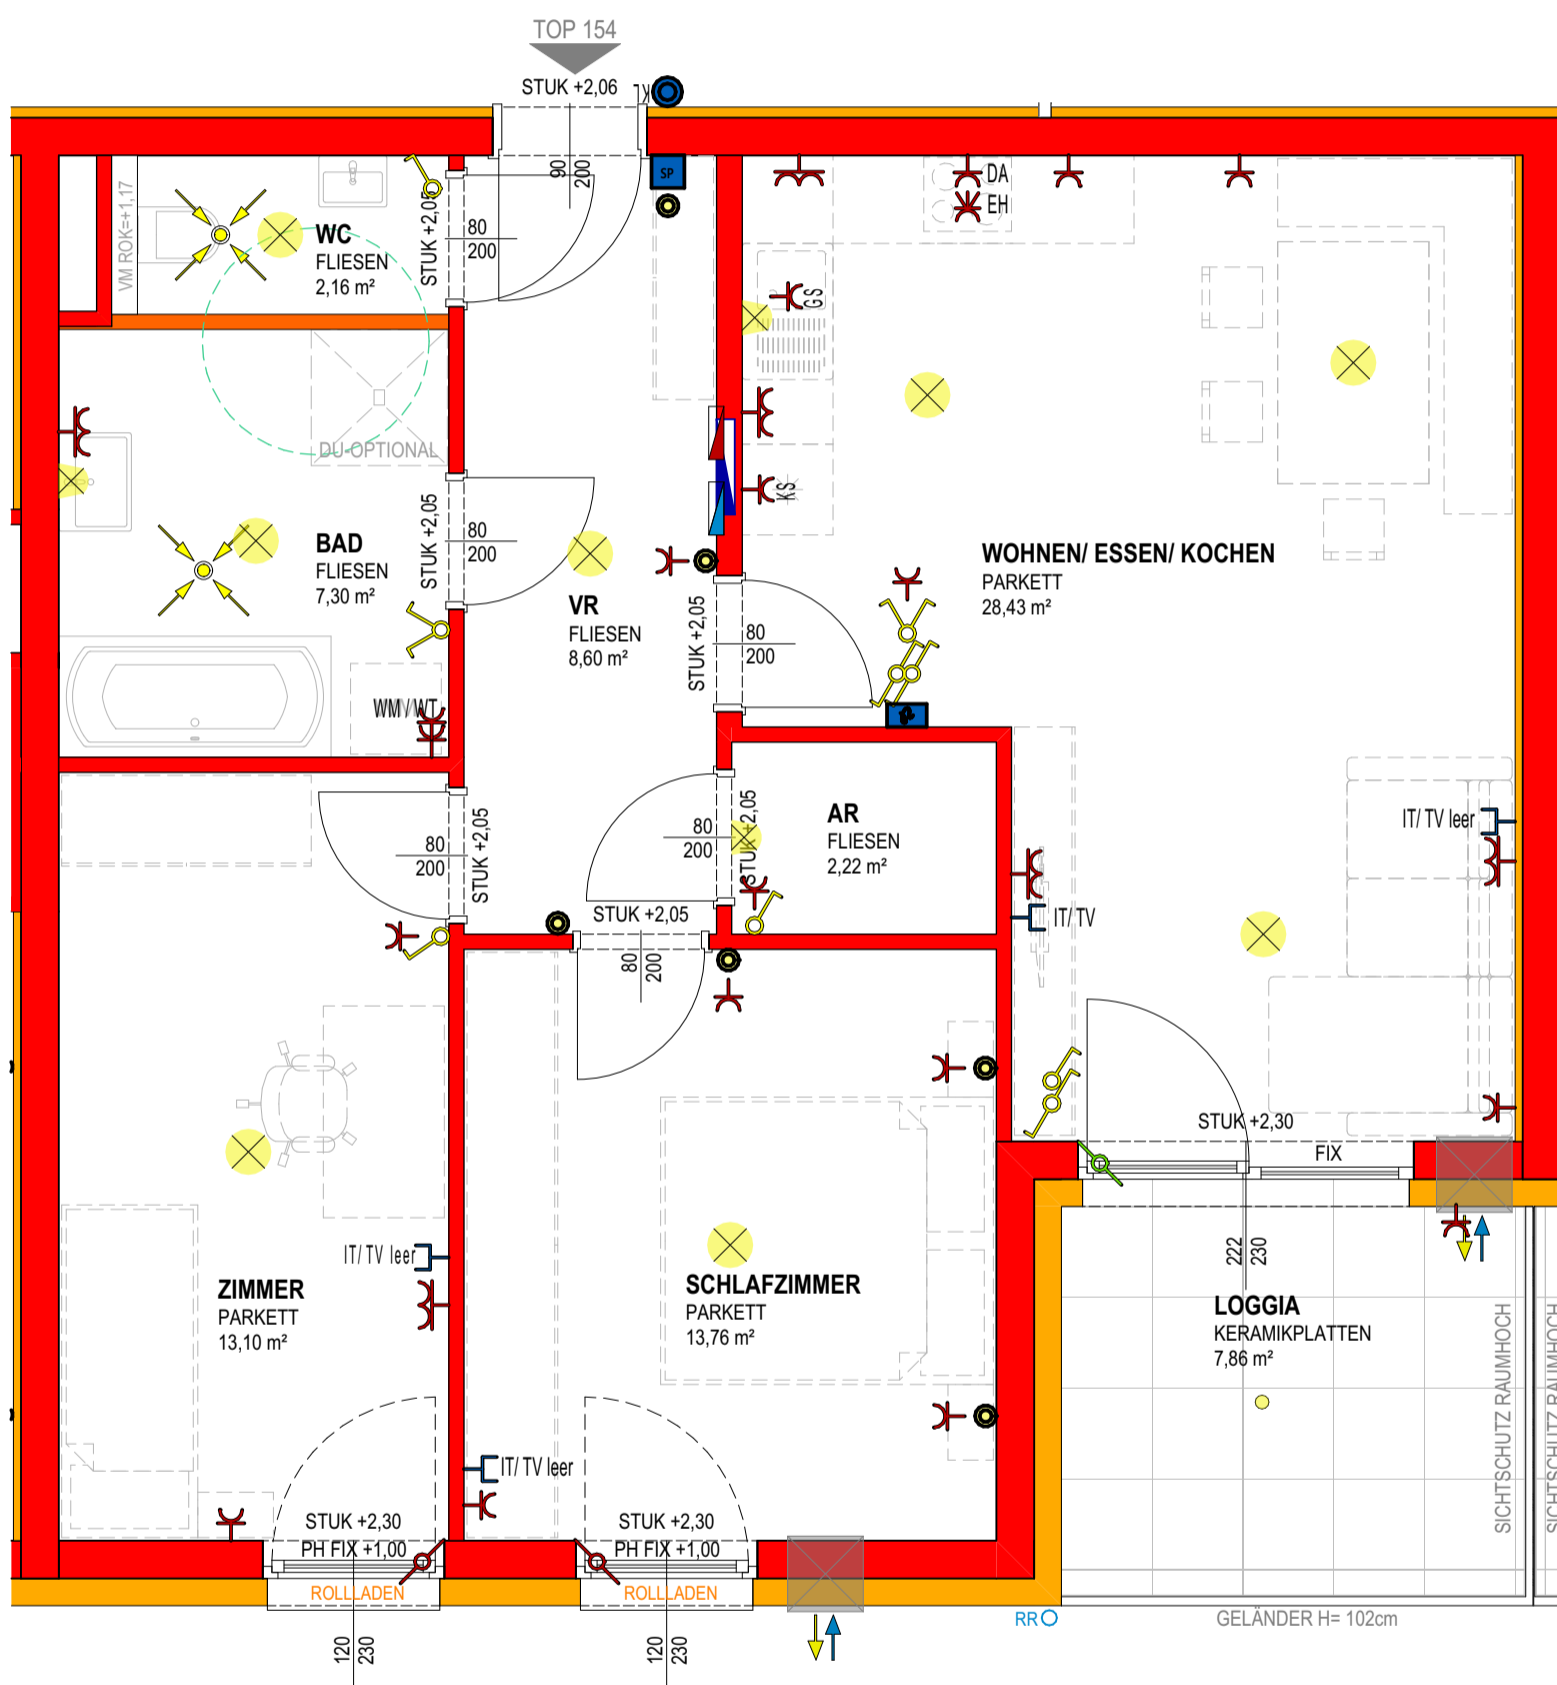 TOP 154
STUK +2,06
KL
90
200
SP
VM ROK=+1,17
WC
FLIESEN
2,16 m²
STUK +2,05
80
200
DA
EH
GS
KS
DU-OPTIONAL
BAD
FLIESEN
7,30 m²
STUK +2,05
80
200
VR
FLIESEN
8,60 m²
WOHNEN/ ESSEN/ KOCHEN
PARKETT
28,43 m²
STUK +2,05
80
200
WM/WT
STUK +2,05
80
200
STUK +2,05
80
200
AR
FLIESEN
2,22 m²
IT/ TV leer
IT/ TV
STUK +2,05
80
200
STUK +2,30
FIX
222
230
IT/ TV leer
ZIMMER
PARKETT
13,10 m²
SCHLAFZIMMER
PARKETT
13,76 m²
LOGGIA
KERAMIKPLATTEN
7,86 m²
SICHTSCHUTZ RAUMHOCH
SICHTSCHUTZ RAUMHOCH
IT/ TV leer
STUK +2,30
PH FIX +1,00
ROLLLADEN
STUK +2,30
PH FIX +1,00
ROLLLADEN
RR
GELÄNDER H= 102cm
120
230
120
230